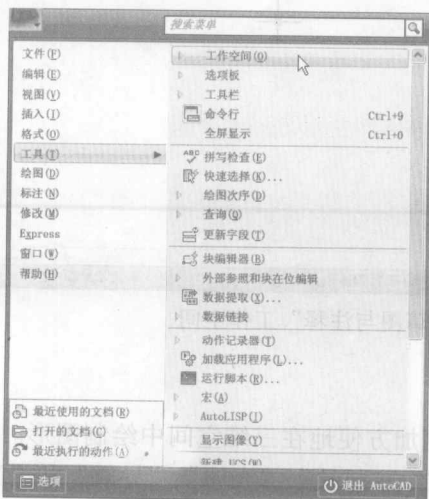 搜索菜单
文件(F)
编辑(E)
视图(V)
插入(I)
格式(O)
工具(T)
绘图(D)
标注(N)
修改(M)
Express
窗口(W)
帮助(H)
工作空间(O)
选项板
工具栏
命令行 Ctrl+9
全屏显示 Ctrl+0
ABC 拼写检查(E)
快速选择(K)...
绘图次序(D)
查询(Q)
更新字段(T)
块编辑器(B)
外部参照和块在位编辑
数据提取(X)...
数据链接
动作记录器(T)
加载应用程序(L)...
运行脚本(R)...
宏(A)
AutoLISP(I)
显示图像(Y)
新建 UCS(W)
最近使用的文档(R)
打开的文档(C)
最近执行的动作(A)
选项
退出 AutoCAD